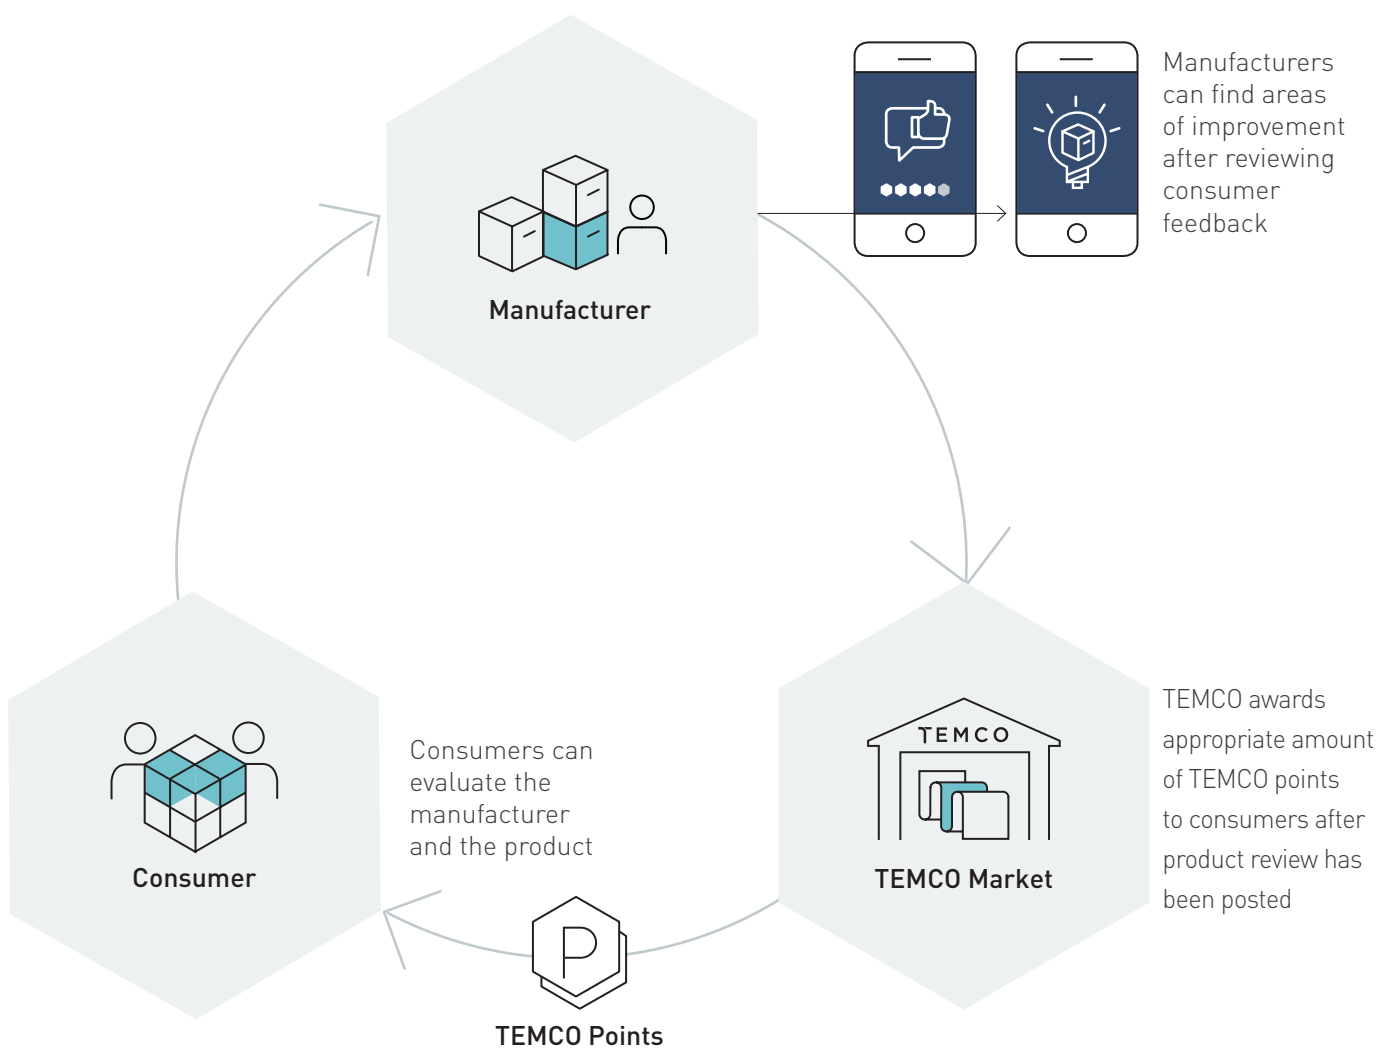 Manufacturers
can find areas
of improvement
after reviewing
consumer
feedback
Manufacturer
TEMCO
TEMCO Market
TEMCO awards
appropriate amount
of TEMCO points
to consumers after
product review has
been posted
Consumers can
evaluate the
manufacturer
and the product
Consumer
P
TEMCO Points